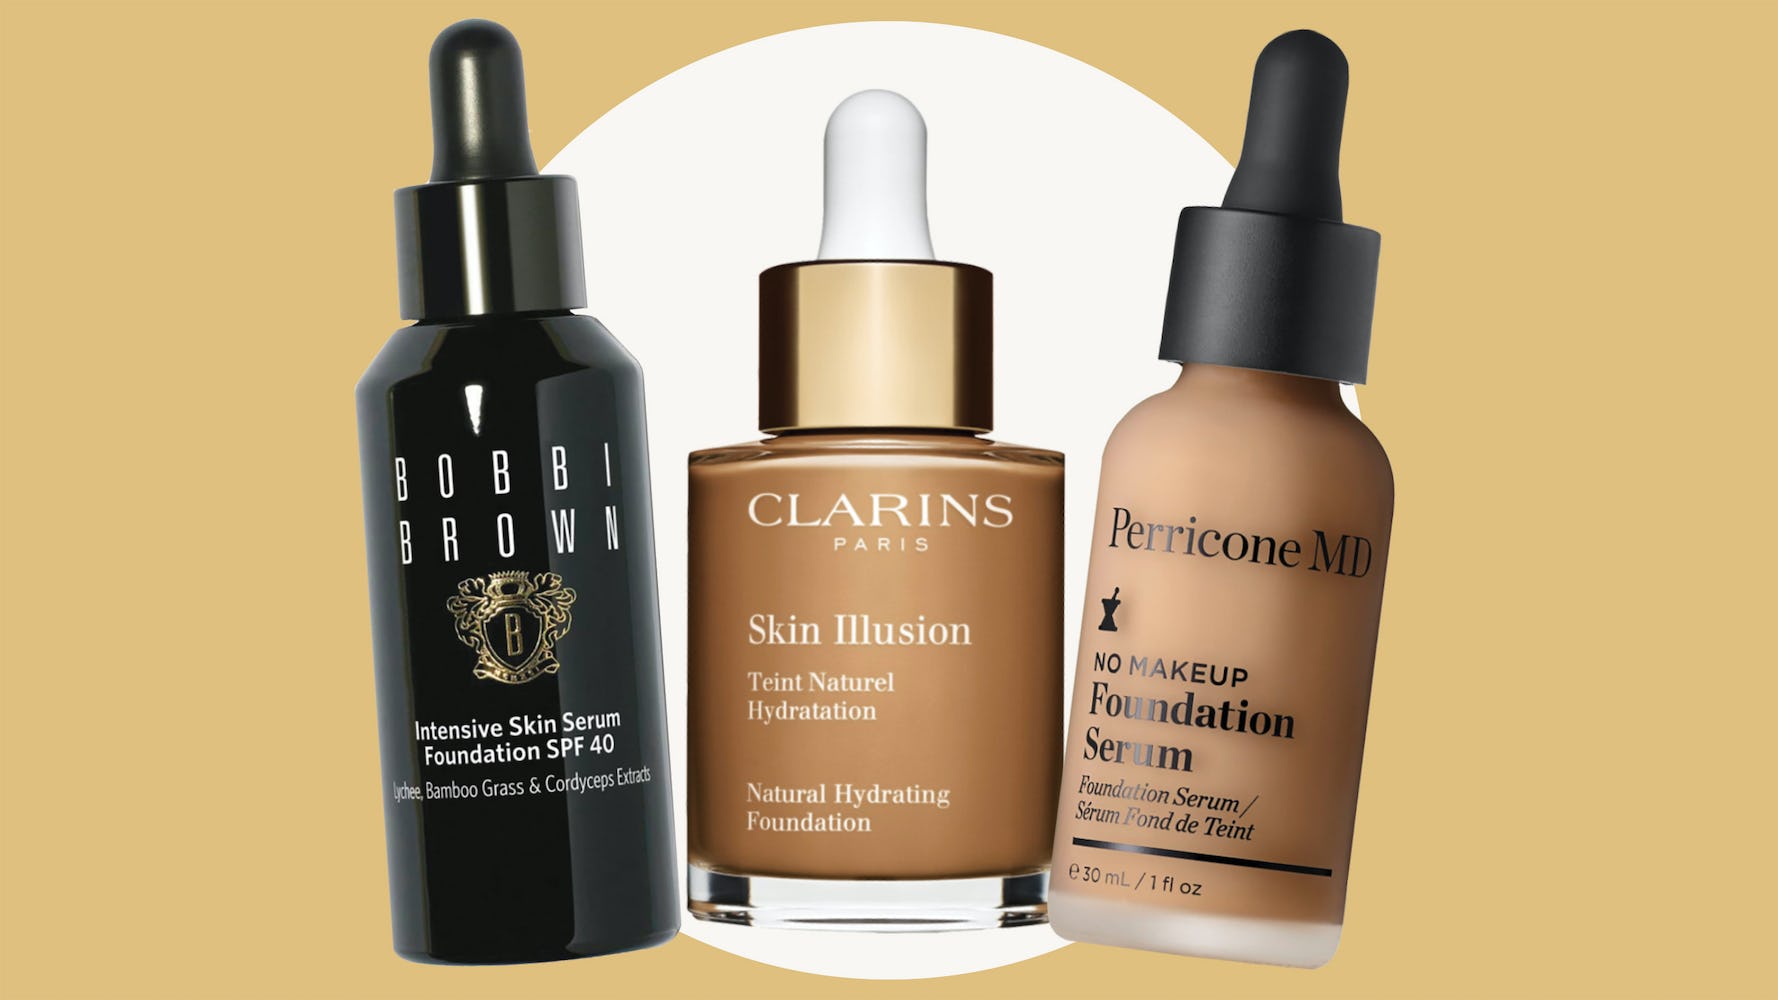 BOBBI
BROWN
B
Intensive Skin Serum
Foundation SPF 40
Lychee, Bamboo Grass & Cordyceps Extracts
CLARINS
PARIS
Skin Illusion
Teint Naturel
Hydratation
Natural Hydrating
Foundation
Perricone MD
NO MAKEUP
Foundation
Serum
Foundation Serum/
Sérum Fond de Teint
℮ 30 mL / 1 fl oz